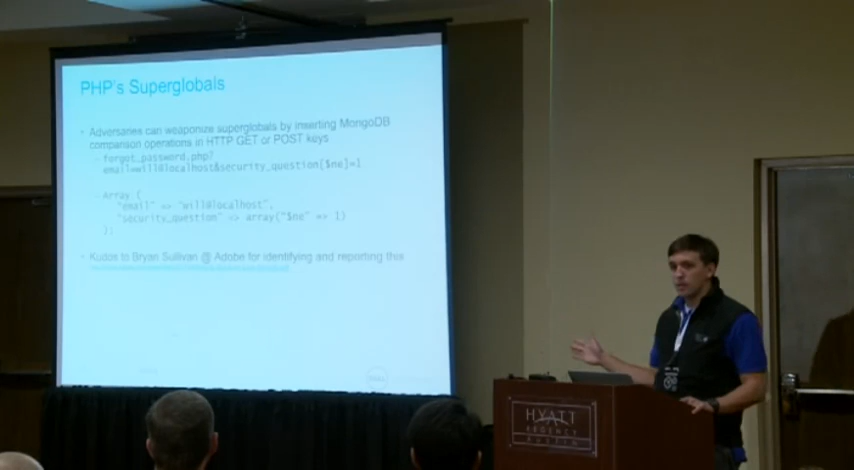 PHP's Superglobals
• Adversaries can weaponize superglobals by inserting MongoDB
comparison operations in HTTP GET or POST keys
– forgot_password.php?
email=will@localhost&security_question[$ne]=1
– Array (
"email" => "will@localhost",
"security_question" => array("$ne" => 1)
);
• Kudos to Bryan Sullivan @ Adobe for identifying and reporting this
HYATT
REGENCY
AUSTIN